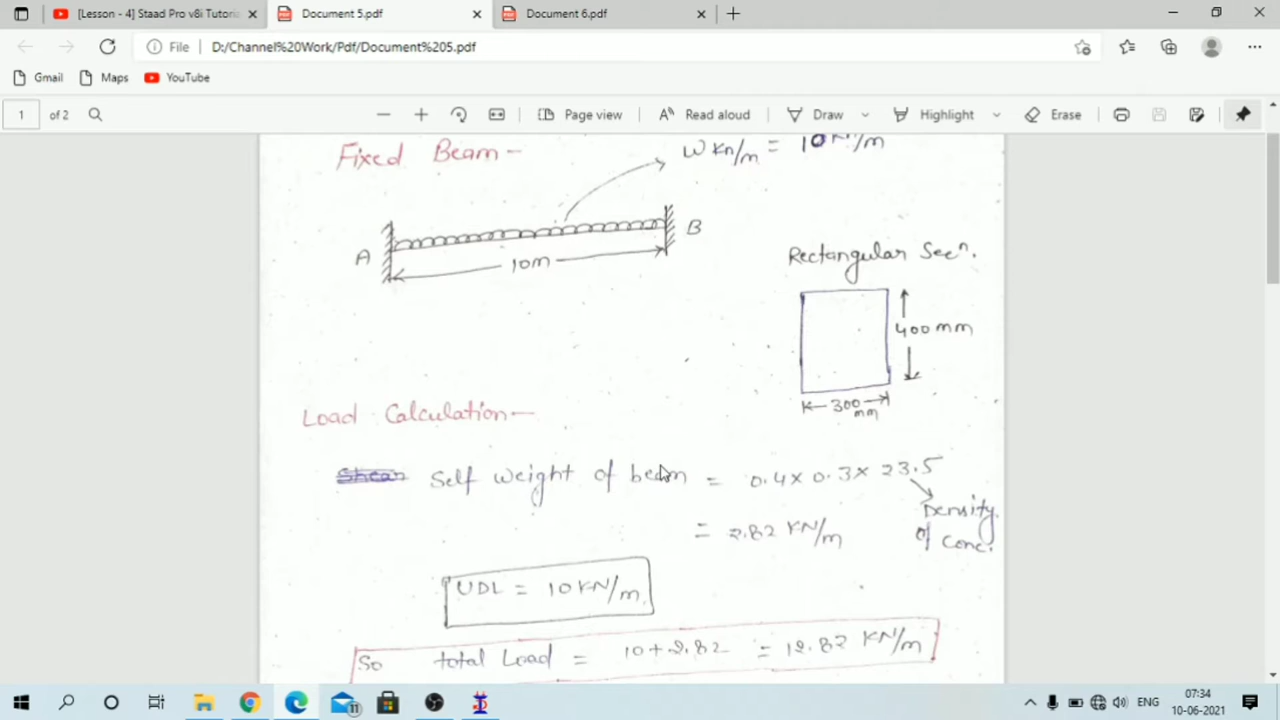 [Lesson - 4] Staad Pro v8i Tutoria
Document 5.pdf
Document 6.pdf
File
D:/Channel%20Work/Pdf/Document%205.pdf
Gmail
Maps
YouTube
1
of 2
Page view
Read aloud
Draw
Highlight
Erase
Fixed Beam -
W Kn/m = 10 KN/m
A
B
10m
Rectangular Secn.
400 mm
300 mm
Load Calculation -
Shear Self weight of beam = 0.4 x 0.3 x 23.5
Density of Conc.
= 2.82 KN/m
UDL = 10 KN/m
So total Load = 10 + 2.82 = 12.82 KN/m
11
ENG
07:34
10-06-2021